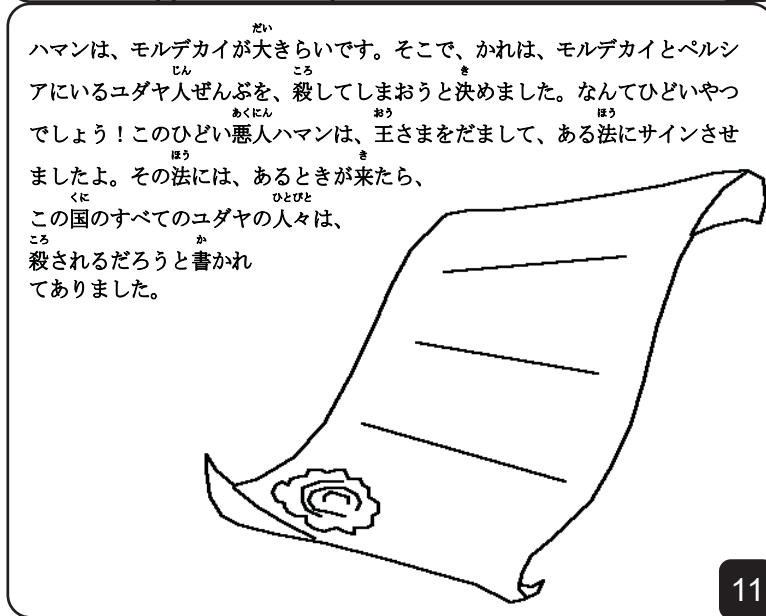 ハマンは、モルデカイが大きらいです。そこで、かれは、モルデカイとペルシ
アにいるユダヤ人ぜんぶを、殺してしまおうと決めました。なんてひどいやつ
でしょう！このひどい悪人ハマンは、王さまをだまして、ある法にサインさせ
ましたよ。その法には、あるときが来たら、
この国のすべてのユダヤの人々は、
殺されるだろうと書かれ
てありました。
11